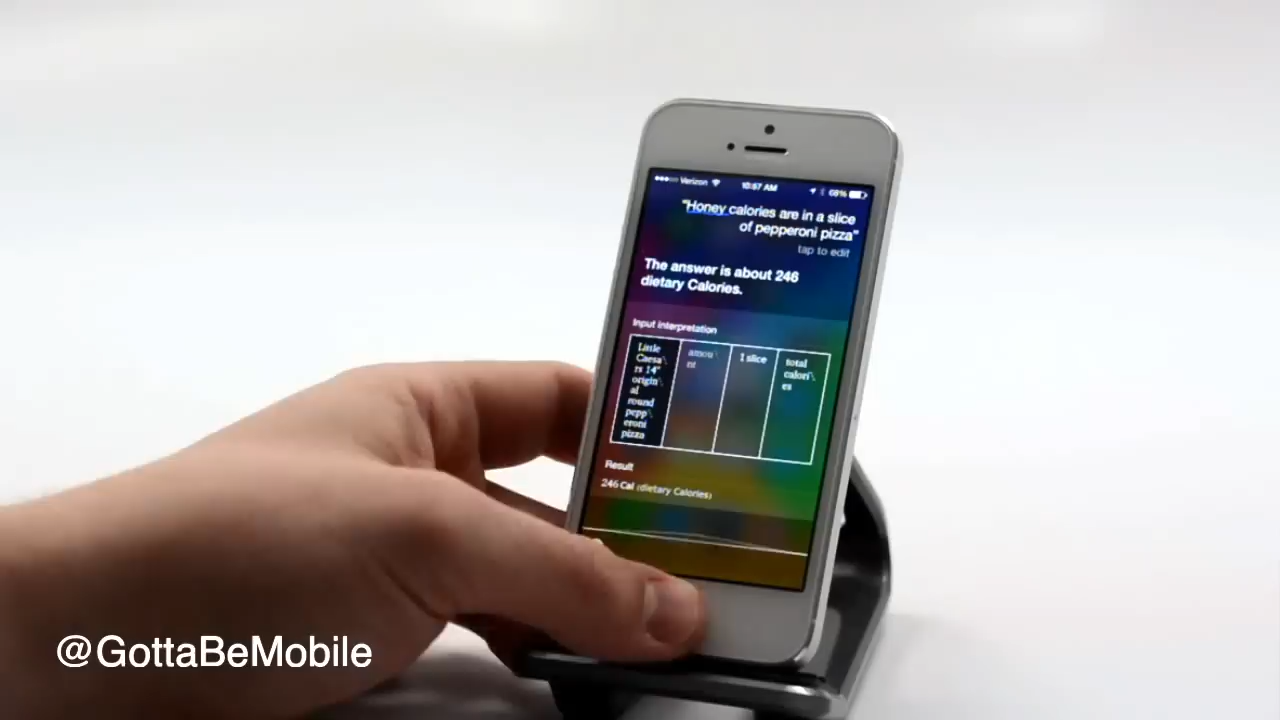 Verizon 10:57 AM 68%
"Honey calories are in a slice
of pepperoni pizza"
tap to edit
The answer is about 246
dietary Calories.
Input interpretation
Little
Caesa\
rs 14"
origin\
al
round
pepp\
eroni
pizza
amou\
nt
1 slice
total
calori\
es
Result
246 Cal (dietary Calories)
@GottaBeMobile